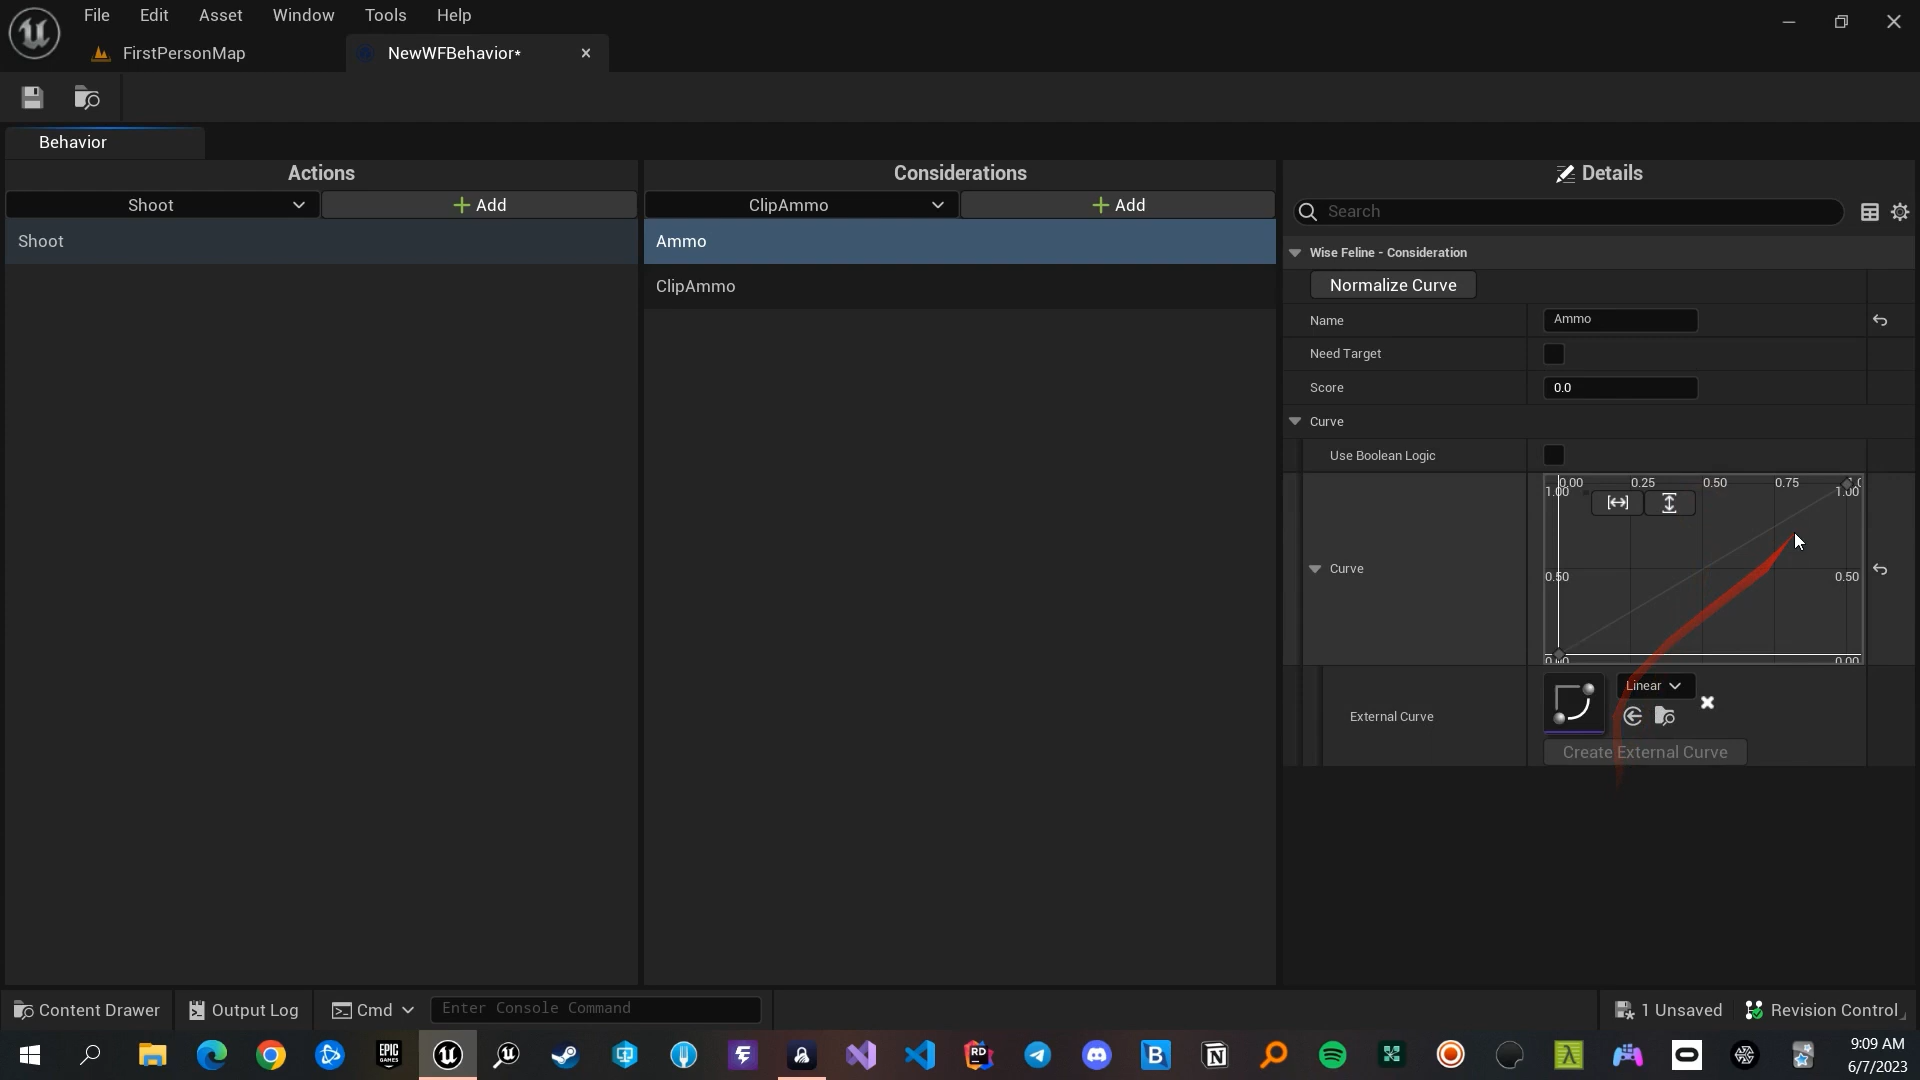 File Edit Asset Window Tools Help
FirstPersonMap NewWFBehavior*
Behavior
Actions Considerations Details
Shoot Add ClipAmmo Add Search
Shoot Ammo
ClipAmmo
Wise Feline - Consideration
Normalize Curve
Name Ammo
Need Target
Score 0.0
Curve
Use Boolean Logic
0.00 0.25 0.50 0.75
1.00 1.00
Curve 0.50 0.50
0.00 0.00
Linear
External Curve
Create External Curve
Content Drawer Output Log Cmd Enter Console Command 1 Unsaved Revision Control
EPIC GAMES RD B N
9:09 AM
6/7/2023